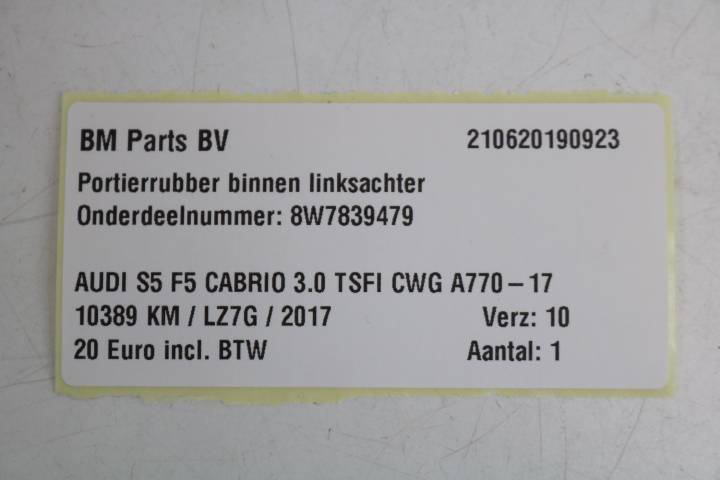 BM Parts BV 210620190923
Portierrubber binnen linksachter
Onderdeelnummer: 8W7839479
AUDI S5 F5 CABRIO 3.0 TSFI CWG A770 – 17
10389 KM / LZ7G / 2017 Verz: 10
20 Euro incl. BTW Aantal: 1